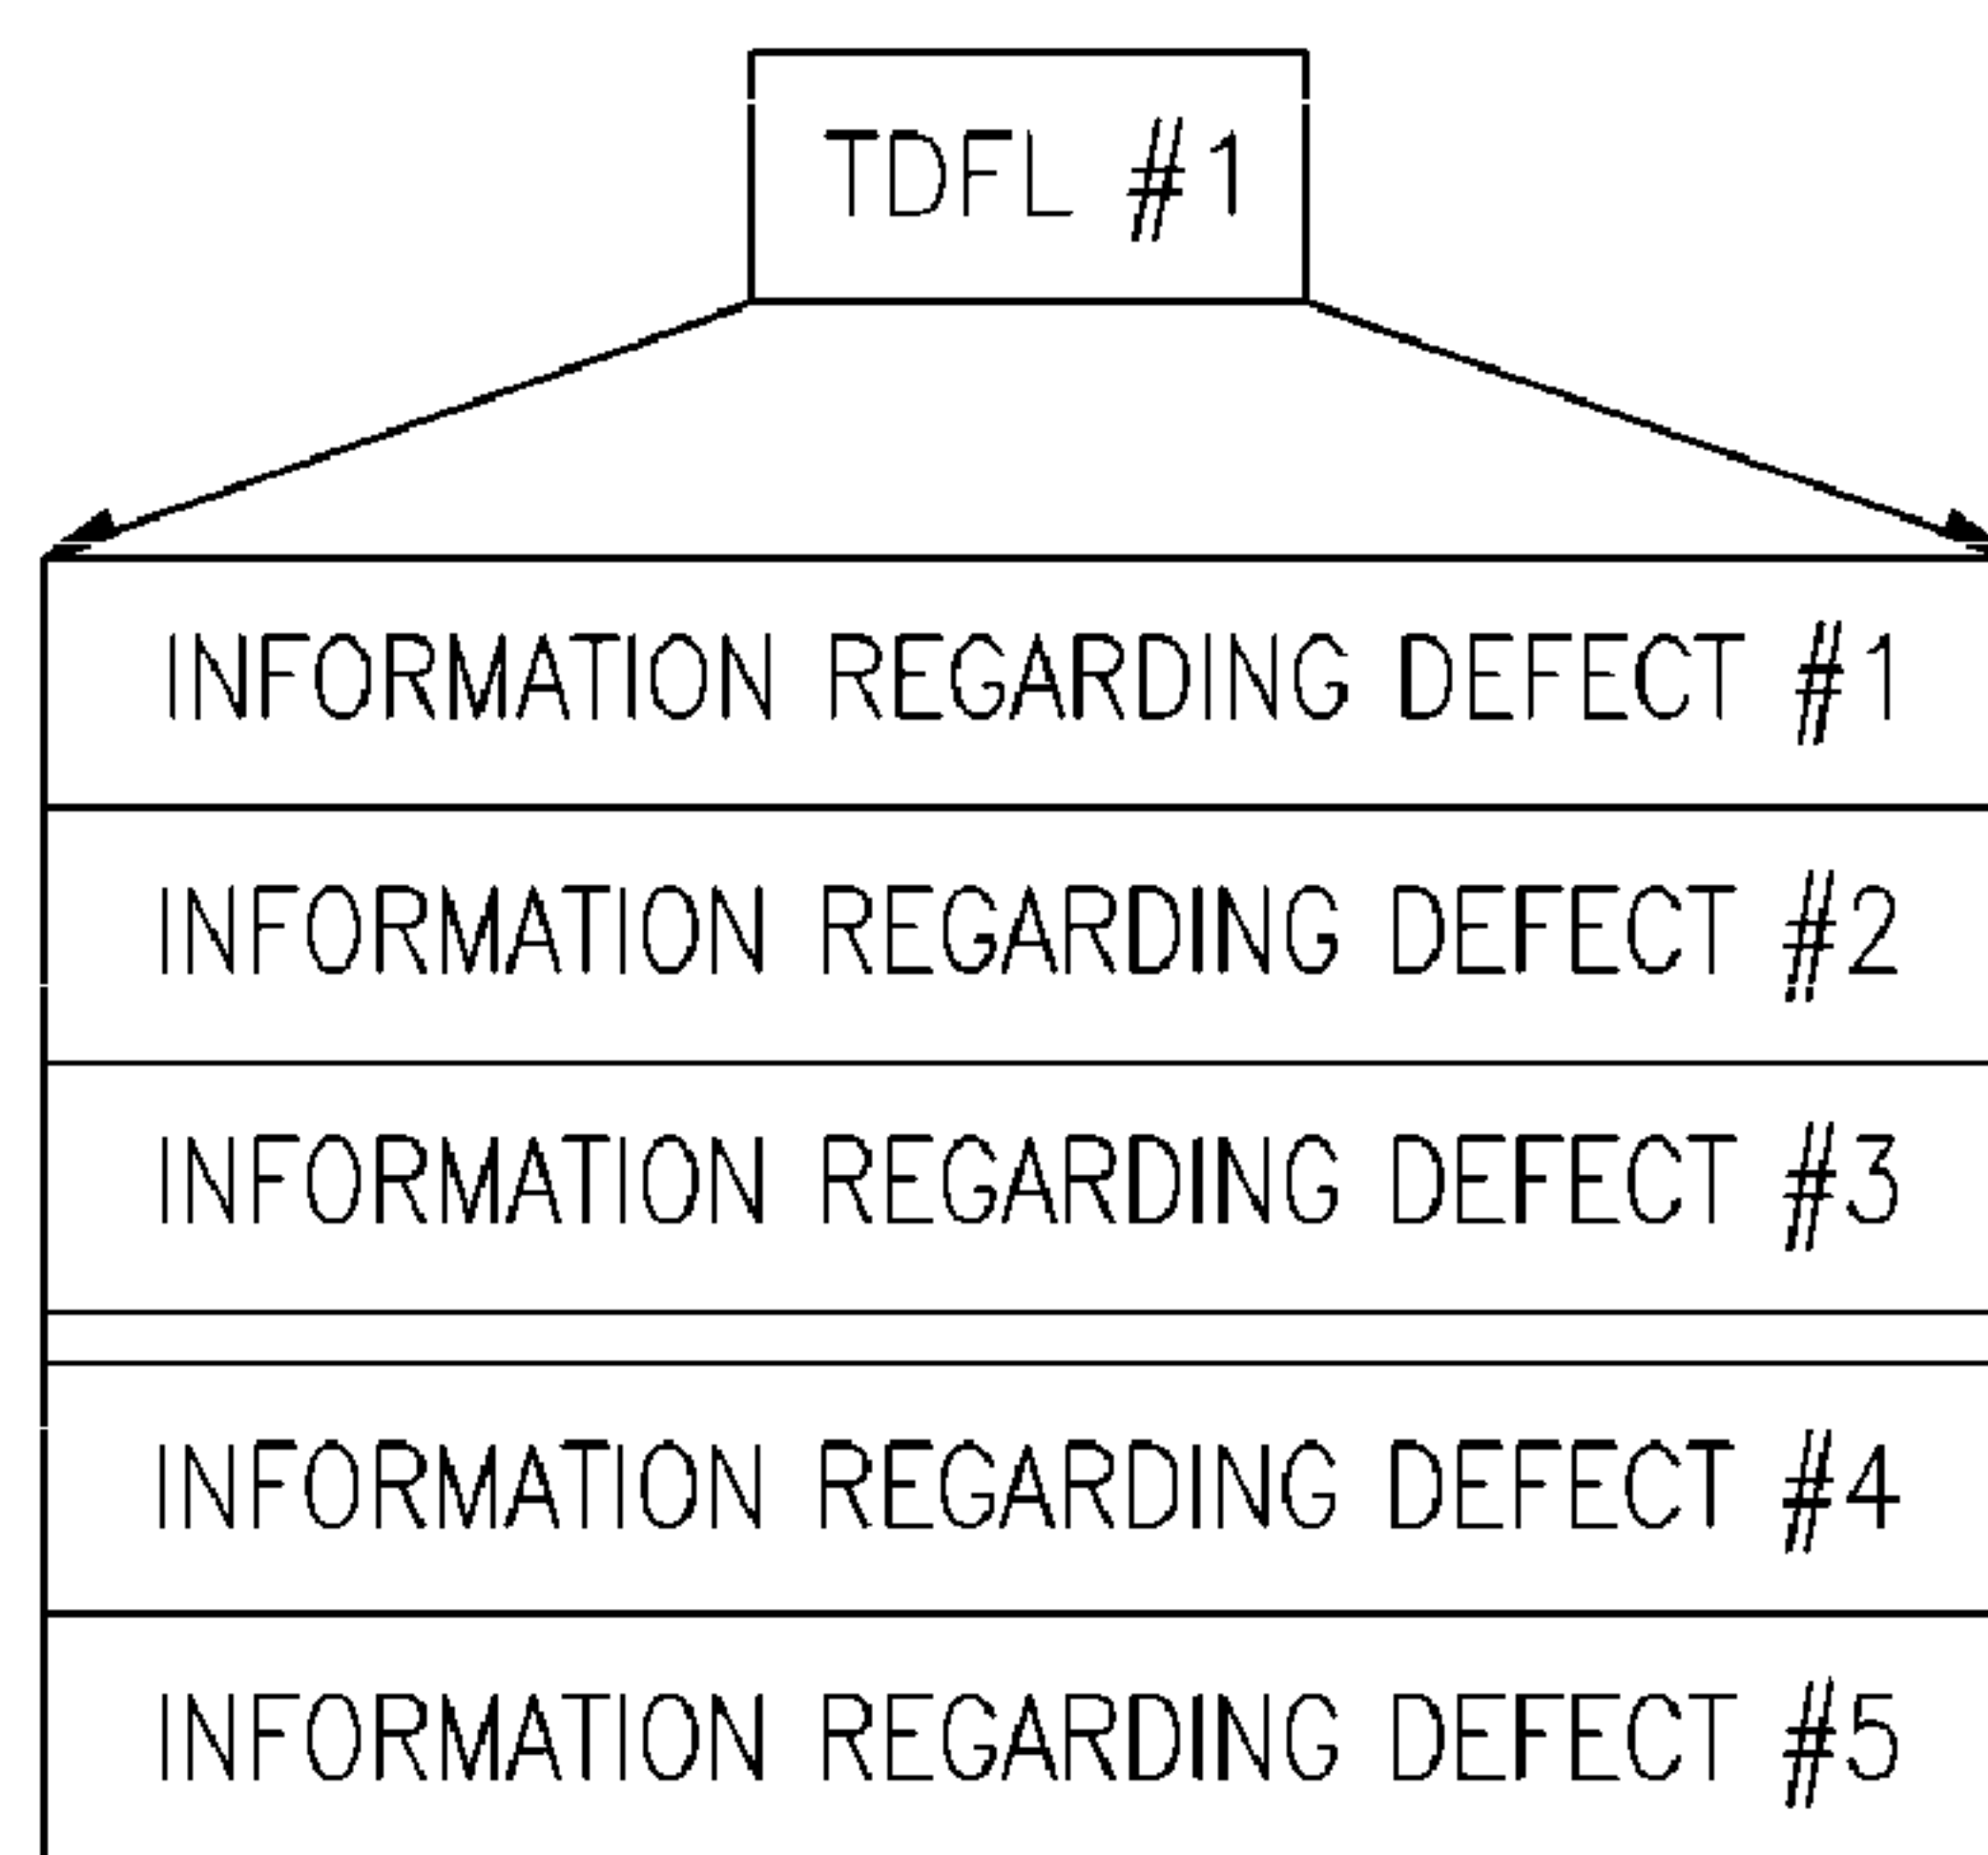 TDFL #1
INFORMATION REGARDING DEFECT #1
INFORMATION REGARDING DEFECT #2
INFORMATION REGARDING DEFECT #3
INFORMATION REGARDING DEFECT #4
INFORMATION REGARDING DEFECT #5